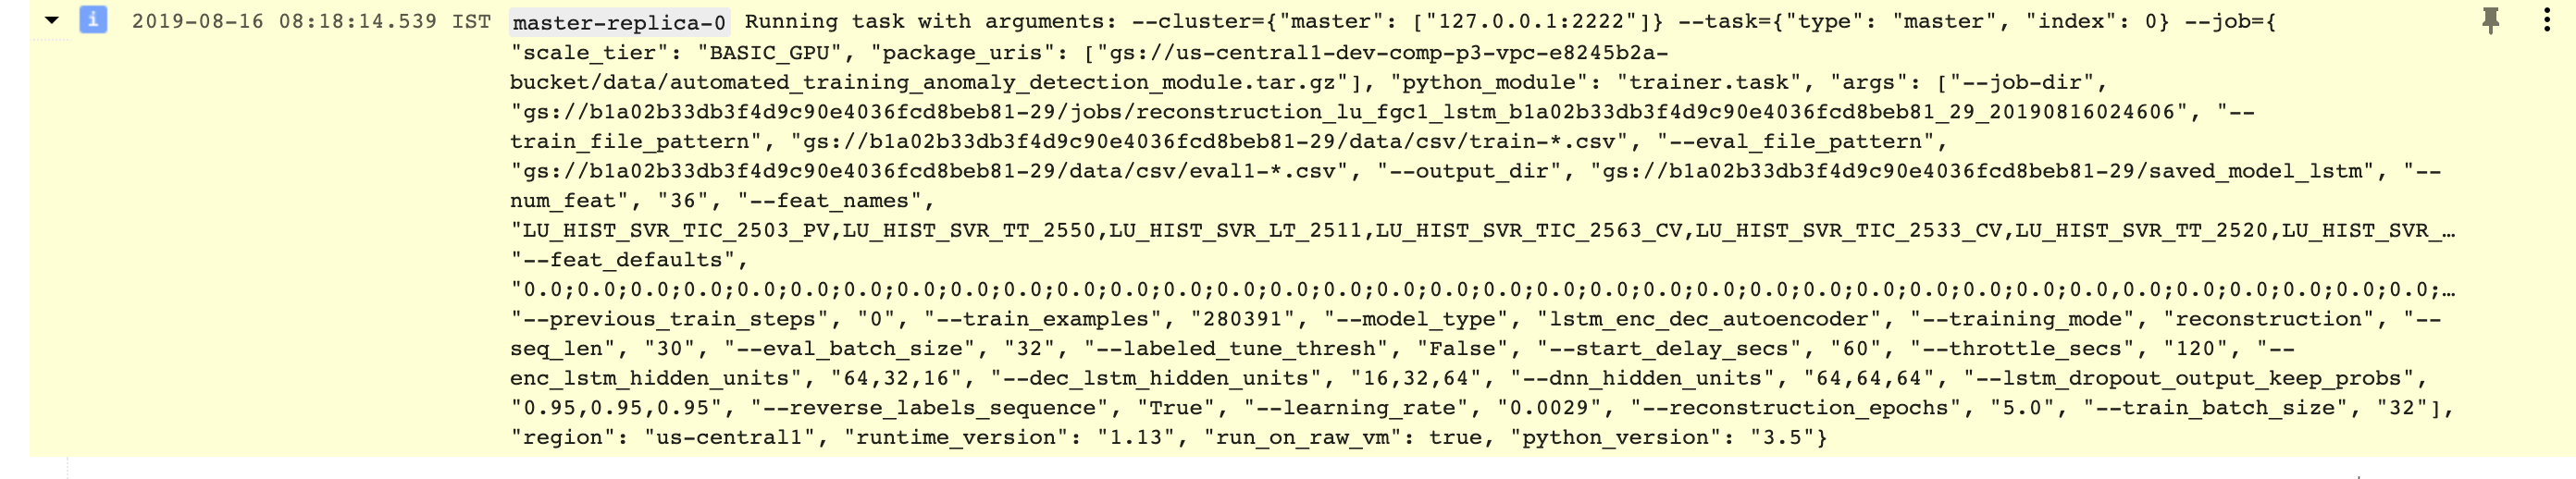 i 2019-08-16 08:18:14.539 IST master-replica-0 Running task with arguments: --cluster={"master": ["127.0.0.1:2222"]} --task={"type": "master", "index": 0} --job={
"scale_tier": "BASIC_GPU", "package_uris": ["gs://us-central1-dev-comp-p3-vpc-e8245b2a-
bucket/data/automated_training_anomaly_detection_module.tar.gz"], "python_module": "trainer.task", "args": ["--job-dir",
"gs://b1a02b33db3f4d9c90e4036fcd8beb81-29/jobs/reconstruction_lu_fgc1_lstm_b1a02b33db3f4d9c90e4036fcd8beb81_29_20190816024606", "--
train_file_pattern", "gs://b1a02b33db3f4d9c90e4036fcd8beb81-29/data/csv/train-*.csv", "--eval_file_pattern",
"gs://b1a02b33db3f4d9c90e4036fcd8beb81-29/data/csv/eval1-*.csv", "--output_dir", "gs://b1a02b33db3f4d9c90e4036fcd8beb81-29/saved_model_lstm", "--
num_feat", "36", "--feat_names",
"LU_HIST_SVR_TIC_2503_PV,LU_HIST_SVR_TT_2550,LU_HIST_SVR_LT_2511,LU_HIST_SVR_TIC_2563_CV,LU_HIST_SVR_TIC_2533_CV,LU_HIST_SVR_TT_2520,LU_HIST_SVR_…
"--feat_defaults",
"0.0;0.0;0.0;0.0;0.0;0.0;0.0;0.0;0.0;0.0;0.0;0.0;0.0;0.0;0.0;0.0;0.0;0.0;0.0;0.0;0.0;0.0;0.0;0.0;0.0;0.0;0.0;0.0;0.0;0.0,0.0;0.0;0.0;0.0;0.0;0.0;…
"--previous_train_steps", "0", "--train_examples", "280391", "--model_type", "lstm_enc_dec_autoencoder", "--training_mode", "reconstruction", "--
seq_len", "30", "--eval_batch_size", "32", "--labeled_tune_thresh", "False", "--start_delay_secs", "60", "--throttle_secs", "120", "--
enc_lstm_hidden_units", "64,32,16", "--dec_lstm_hidden_units", "16,32,64", "--dnn_hidden_units", "64,64,64", "--lstm_dropout_output_keep_probs",
"0.95,0.95,0.95", "--reverse_labels_sequence", "True", "--learning_rate", "0.0029", "--reconstruction_epochs", "5.0", "--train_batch_size", "32"],
"region": "us-central1", "runtime_version": "1.13", "run_on_raw_vm": true, "python_version": "3.5"}